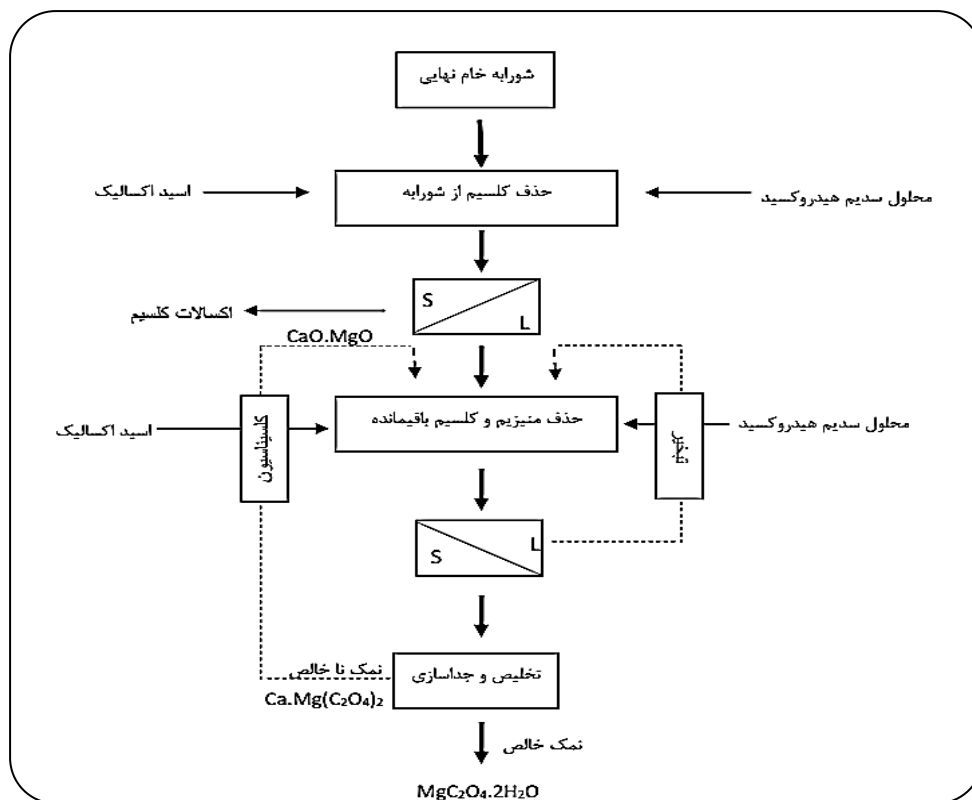 شورابه خام نهایی
اسید اکسالیک
حذف کلسیم از شورابه
محلول سدیم هیدروکسید
S
L
اکسالات کلسیم
CaO.MgO
اسید اکسالیک
کلسیناسیون
حذف منیزیم و کلسیم باقیمانده
تبخیر
محلول سدیم هیدروکسید
L
S
تخلیص و جداسازی
نمک نا خالص
Ca.Mg(C₂O₄)₂
نمک خالص
MgC₂O₄.2H₂O